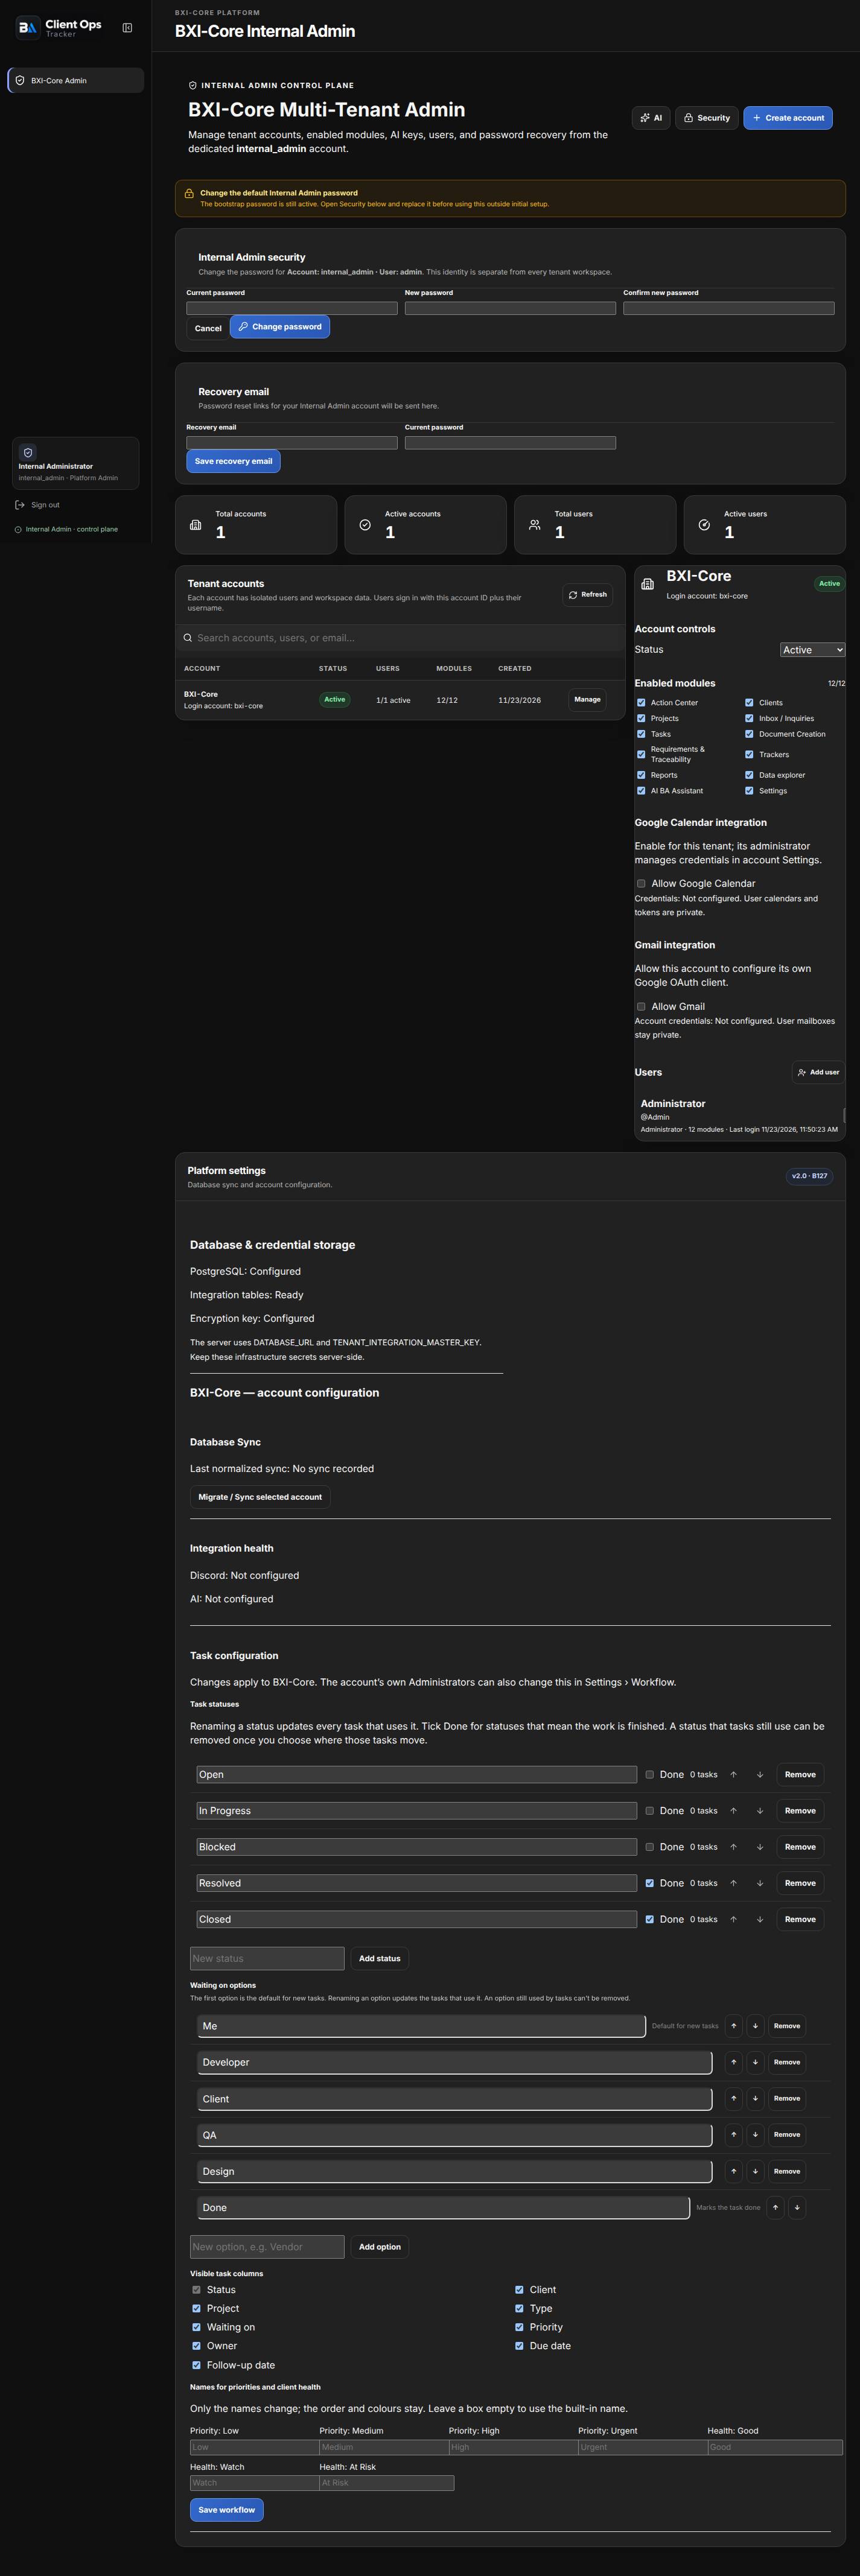 BXI-CORE PLATFORM
BXI-Core Internal Admin
BA Client Ops
Tracker
BXI-Core Admin
INTERNAL ADMIN CONTROL PLANE
BXI-Core Multi-Tenant Admin
Manage tenant accounts, enabled modules, AI keys, users, and password recovery from the
dedicated internal_admin account.
AI
Security
Create account
Change the default Internal Admin password
The bootstrap password is still active. Open Security below and replace it before using this outside initial setup.
Internal Admin security
Change the password for Account: internal_admin · User: admin. This identity is separate from every tenant workspace.
Current password
New password
Confirm new password
Cancel
Change password
Recovery email
Password reset links for your Internal Admin account will be sent here.
Recovery email
Current password
Save recovery email
Internal Administrator
internal_admin · Platform Admin
Sign out
Internal Admin · control plane
Total accounts
1
Active accounts
1
Total users
1
Active users
1
Tenant accounts
Each account has isolated users and workspace data. Users sign in with this account ID plus their
username.
Refresh
Search accounts, users, or email...
ACCOUNT STATUS USERS MODULES CREATED
BXI-Core
Login account: bxi-core
Active
1/1 active
12/12
11/23/2026
Manage
BXI-Core
Login account: bxi-core
Active
Account controls
Status
Active
Enabled modules
12/12
Action Center
Clients
Projects
Inbox / Inquiries
Tasks
Document Creation
Requirements &
Traceability
Trackers
Reports
Data explorer
AI BA Assistant
Settings
Google Calendar integration
Enable for this tenant; its administrator
manages credentials in account Settings.
Allow Google Calendar
Credentials: Not configured. User calendars and
tokens are private.
Gmail integration
Allow this account to configure its own
Google OAuth client.
Allow Gmail
Account credentials: Not configured. User mailboxes
stay private.
Users
Add user
Administrator
@Admin
Administrator · 12 modules · Last login 11/23/2026, 11:50:23 AM
Platform settings
Database sync and account configuration.
v2.0 · B127
Database & credential storage
PostgreSQL: Configured
Integration tables: Ready
Encryption key: Configured
The server uses DATABASE_URL and TENANT_INTEGRATION_MASTER_KEY.
Keep these infrastructure secrets server-side.
BXI-Core — account configuration
Database Sync
Last normalized sync: No sync recorded
Migrate / Sync selected account
Integration health
Discord: Not configured
AI: Not configured
Task configuration
Changes apply to BXI-Core. The account's own Administrators can also change this in Settings › Workflow.
Task statuses
Renaming a status updates every task that uses it. Tick Done for statuses that mean the work is finished. A status that tasks still use can be
removed once you choose where those tasks move.
Open Done 0 tasks ↑ ↓ Remove
In Progress Done 0 tasks ↑ ↓ Remove
Blocked Done 0 tasks ↑ ↓ Remove
Resolved Done 0 tasks ↑ ↓ Remove
Closed Done 0 tasks ↑ ↓ Remove
New status
Add status
Waiting on options
The first option is the default for new tasks. Renaming an option updates the tasks that use it. An option still used by tasks can't be removed.
Me Default for new tasks ↑ ↓ Remove
Developer ↑ ↓ Remove
Client ↑ ↓ Remove
QA ↑ ↓ Remove
Design ↑ ↓ Remove
Done Marks the task done ↑ ↓
New option, e.g. Vendor
Add option
Visible task columns
Status
Client
Project
Type
Waiting on
Priority
Owner
Due date
Follow-up date
Names for priorities and client health
Only the names change; the order and colours stay. Leave a box empty to use the built-in name.
Priority: Low Priority: Medium Priority: High Priority: Urgent Health: Good
Low Medium High Urgent Good
Health: Watch Health: At Risk
Watch At Risk
Save workflow